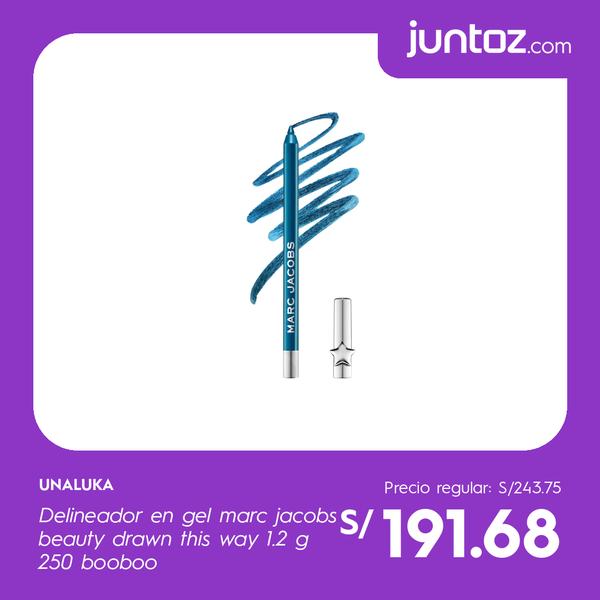 juntoz.com
MARC JACOBS
UNALUKA
Precio regular: S/243.75
Delineador en gel marc jacobs
beauty drawn this way 1.2 g
250 booboo
S/ 191.68